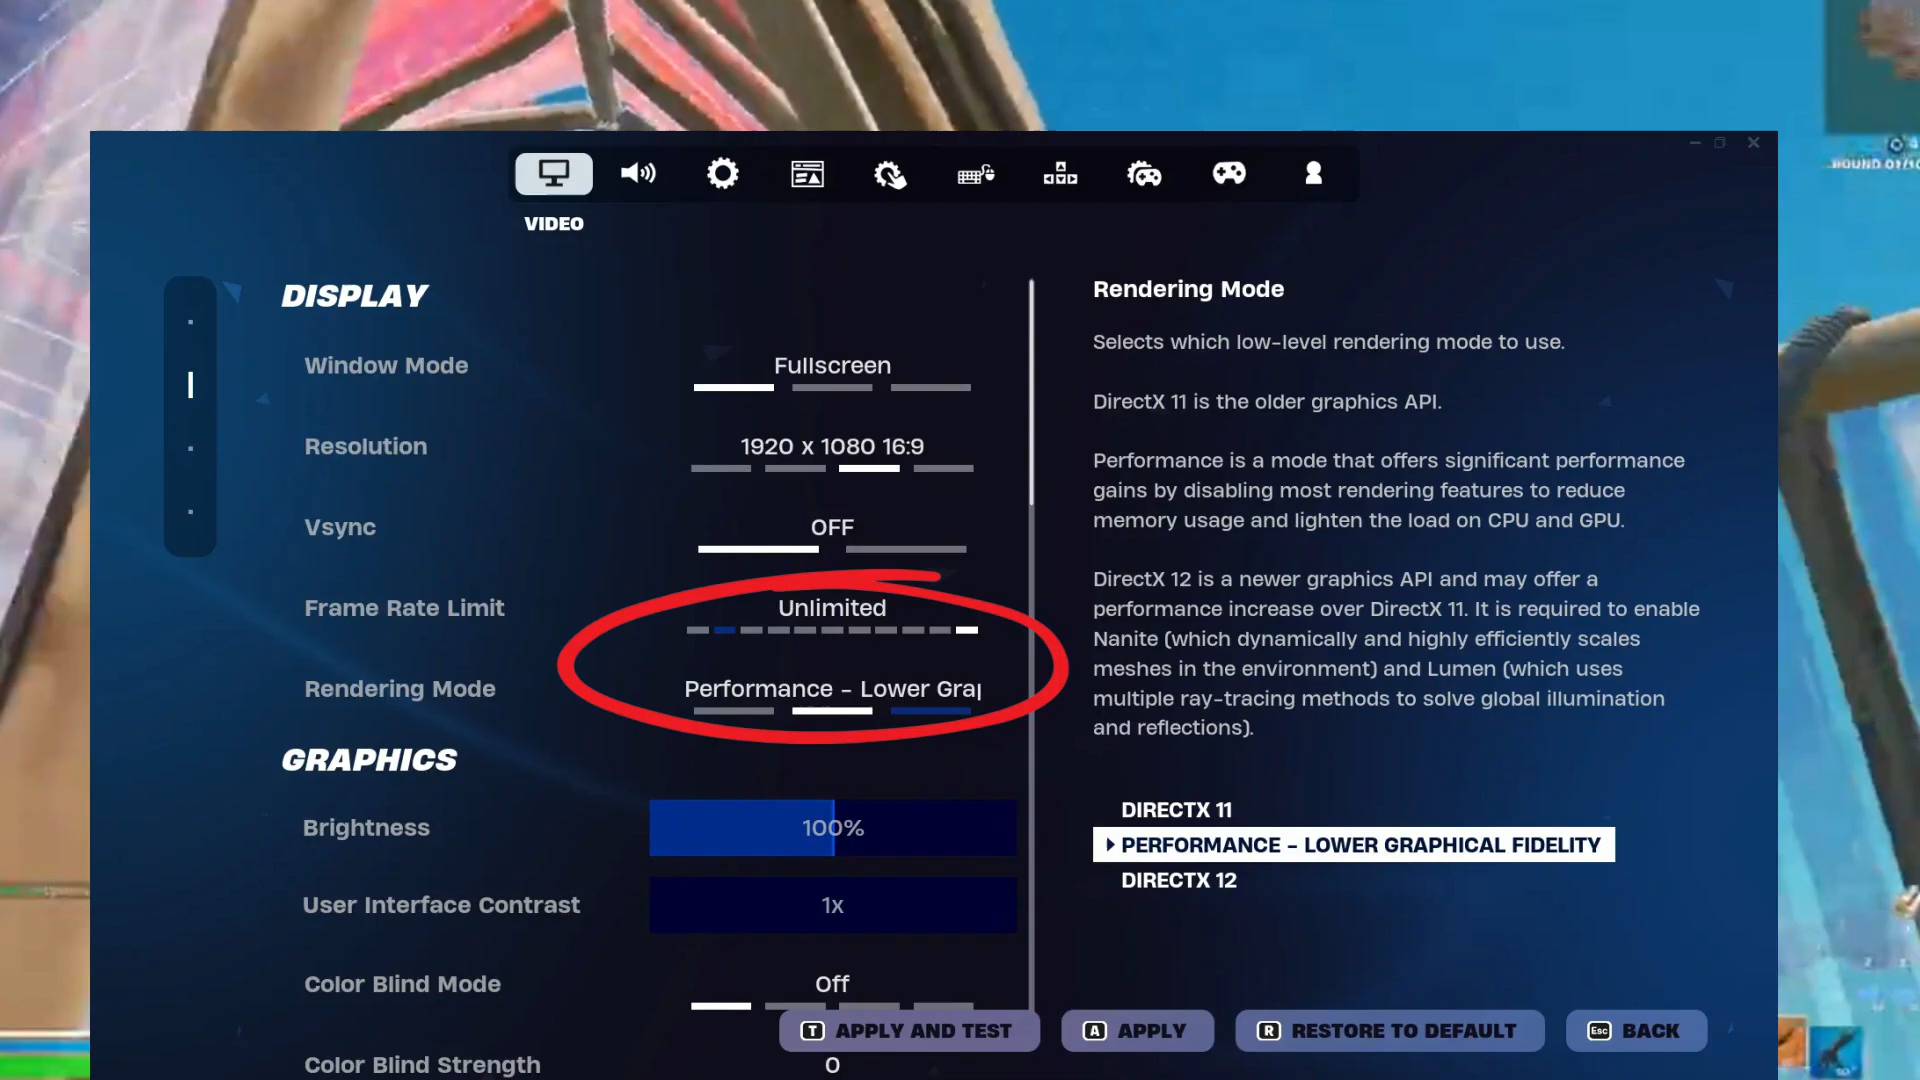 VIDEO
DISPLAY
Window Mode
Fullscreen
Resolution
1920 x 1080 16:9
Vsync
OFF
Frame Rate Limit
Unlimited
Rendering Mode
Performance - Lower Grap
GRAPHICS
Brightness
100%
User Interface Contrast
1x
Color Blind Mode
Off
Color Blind Strength
0
Rendering Mode
Selects which low-level rendering mode to use.
DirectX 11 is the older graphics API.
Performance is a mode that offers significant performance
gains by disabling most rendering features to reduce
memory usage and lighten the load on CPU and GPU.
DirectX 12 is a newer graphics API and may offer a
performance increase over DirectX 11. It is required to enable
Nanite (which dynamically and highly efficiently scales
meshes in the environment) and Lumen (which uses
multiple ray-tracing methods to solve global illumination
and reflections).
DIRECTX 11
PERFORMANCE - LOWER GRAPHICAL FIDELITY
DIRECTX 12
T APPLY AND TEST
A APPLY
R RESTORE TO DEFAULT
Esc BACK